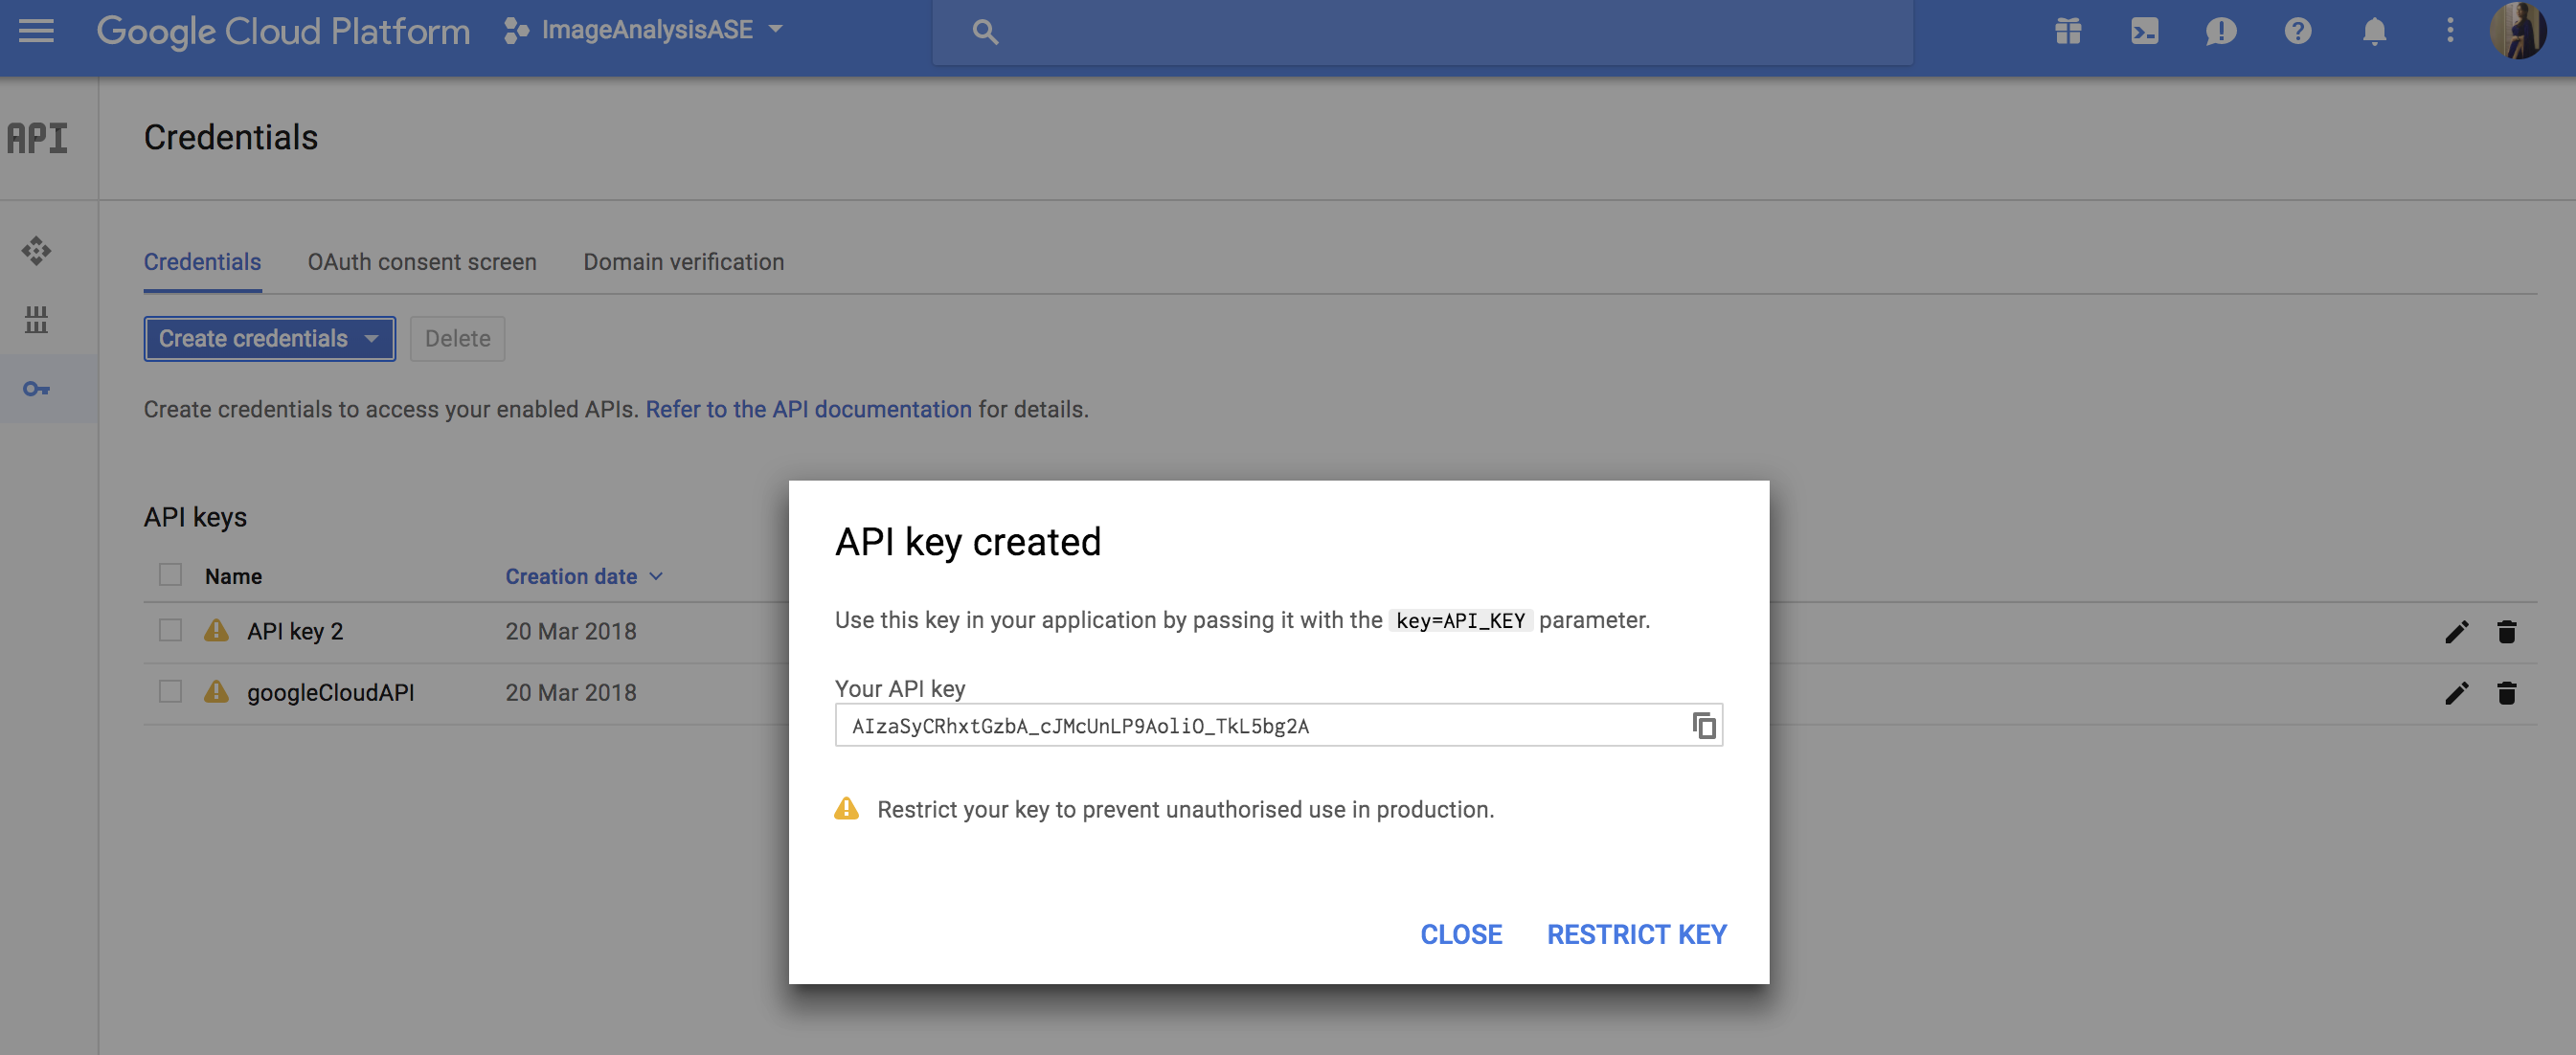 Google Cloud Platform ImageAnalysisASE
API Credentials
Credentials OAuth consent screen Domain verification
Create credentials Delete
Create credentials to access your enabled APIs. Refer to the API documentation for details.
API keys
Name Creation date
API key 2 20 Mar 2018
googleCloudAPI 20 Mar 2018
API key created
Use this key in your application by passing it with the key=API_KEY parameter.
Your API key
AIzaSyCRhxtGzbA_cJMcUnLP9AoliO_TkL5bg2A
Restrict your key to prevent unauthorised use in production.
CLOSE RESTRICT KEY